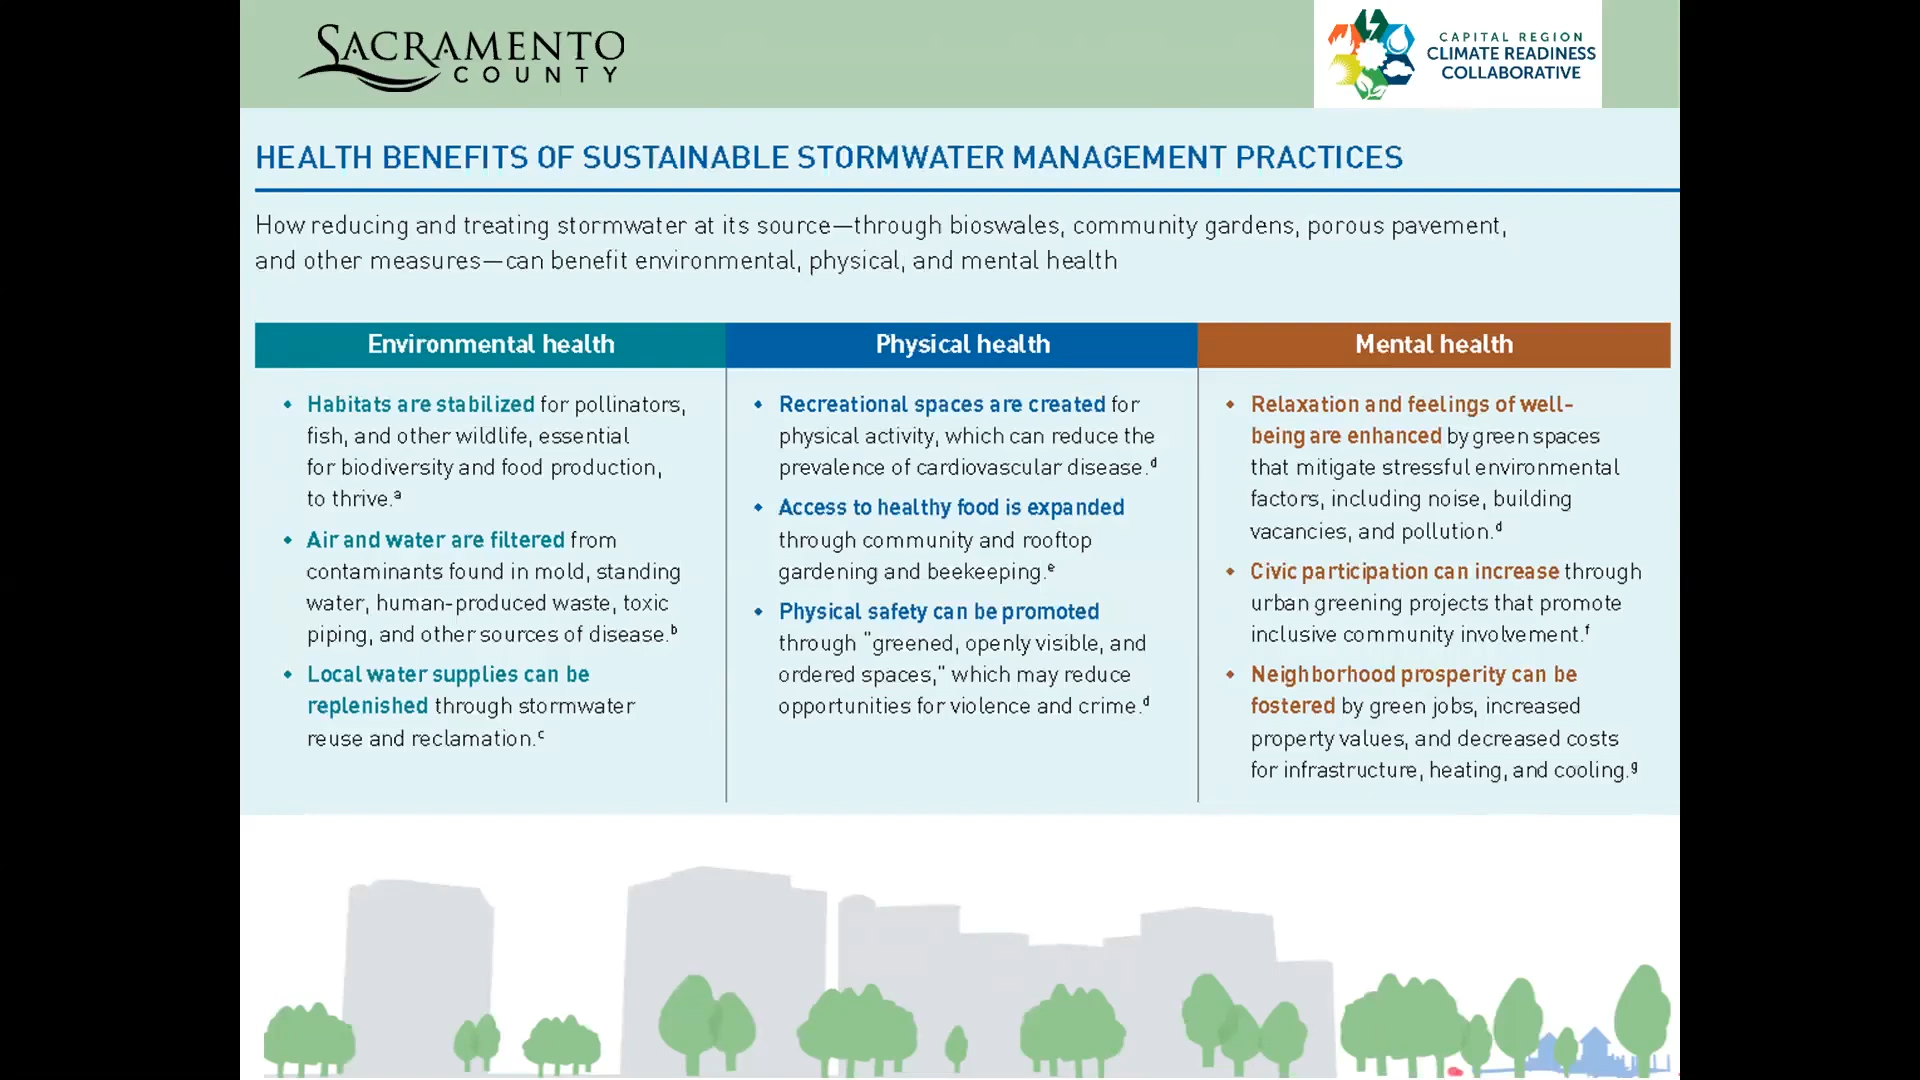 SACRAMENTO
COUNTY
CAPITAL REGION
CLIMATE READINESS
COLLABORATIVE
HEALTH BENEFITS OF SUSTAINABLE STORMWATER MANAGEMENT PRACTICES
How reducing and treating stormwater at its source—through bioswales, community gardens, porous pavement,
and other measures—can benefit environmental, physical, and mental health
Environmental health
• Habitats are stabilized for pollinators,
fish, and other wildlife, essential
for biodiversity and food production,
to thrive.ª
• Air and water are filtered from
contaminants found in mold, standing
water, human-produced waste, toxic
piping, and other sources of disease.ᵇ
• Local water supplies can be
replenished through stormwater
reuse and reclamation.ᶜ
Physical health
• Recreational spaces are created for
physical activity, which can reduce the
prevalence of cardiovascular disease.ᵈ
• Access to healthy food is expanded
through community and rooftop
gardening and beekeeping.ᵉ
• Physical safety can be promoted
through "greened, openly visible, and
ordered spaces," which may reduce
opportunities for violence and crime.ᵈ
Mental health
• Relaxation and feelings of well-
being are enhanced by green spaces
that mitigate stressful environmental
factors, including noise, building
vacancies, and pollution.ᵈ
• Civic participation can increase through
urban greening projects that promote
inclusive community involvement.ᶠ
• Neighborhood prosperity can be
fostered by green jobs, increased
property values, and decreased costs
for infrastructure, heating, and cooling.ᵍ